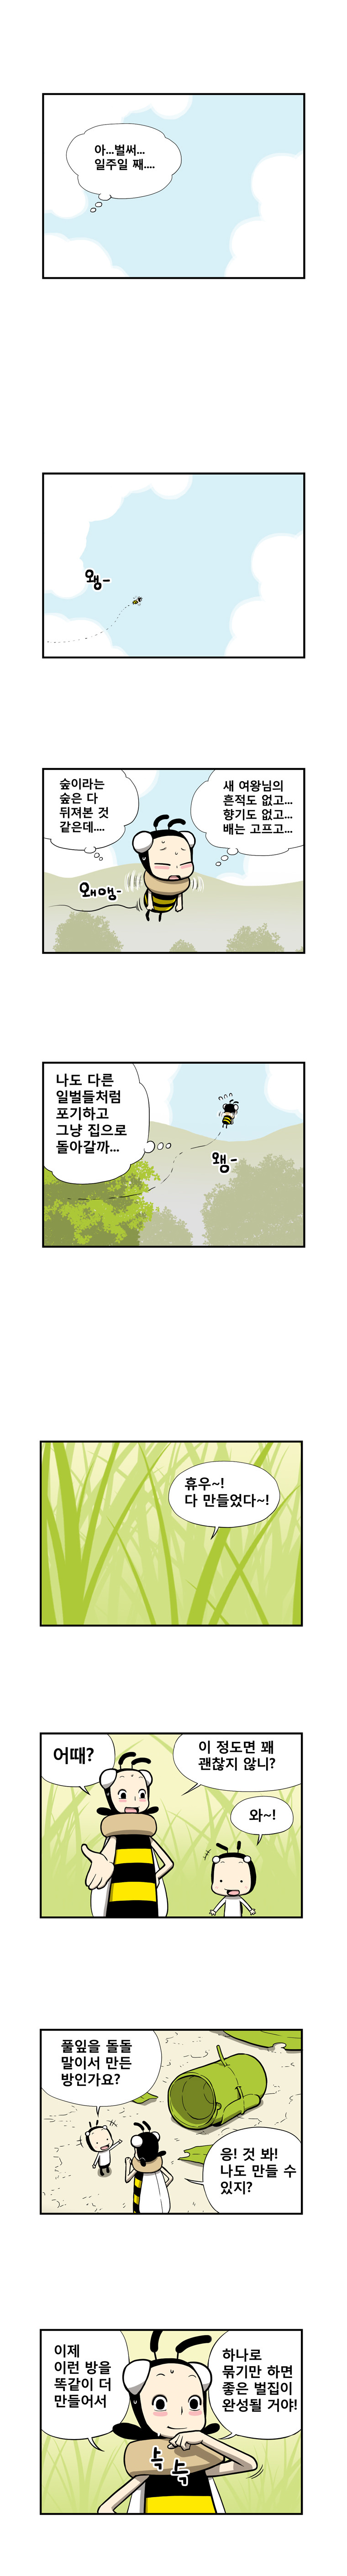 아...벌써...
일주일 째....
왬-
숲이라는
숲은 다
뒤져본 것
같은데....
새 여왕님의
흔적도 없고...
향기도 없고...
배는 고프고...
왜앰-
나도 다른
일벌들처럼
포기하고
그냥 집으로
돌아갈까...
왬-
휴우~!
다 만들었다~!
어때?
이 정도면 꽤
괜찮지 않니?
와~!
풀잎을 돌돌
말이서 만든
방인가요?
응! 것 봐!
나도 만들 수
있지?
이제
이런 방을
똑같이 더
만들어서
하나로
묶기만 하면
좋은 벌집이
완성될 거야!
슥
슥